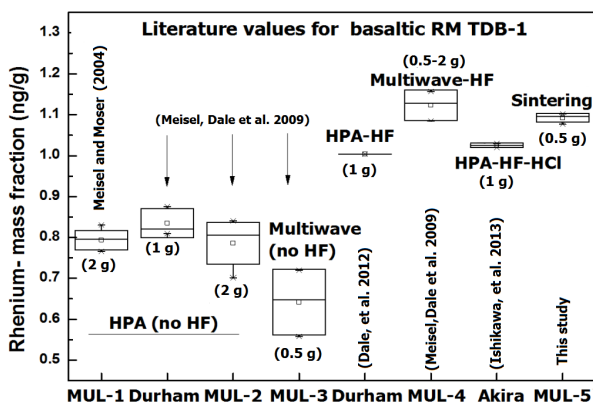 Literature values for basaltic RM TDB-1
Rhenium- mass fraction (ng/g)
1.3
1.2
1.1
1.0
0.9
0.8
0.7
0.6
0.5
Meisel and Moser (2004)
(Meisel, Dale et al. 2009)
(0.5-2 g)
Multiwave-HF
HPA-HF
(1 g)
Sintering
(0.5 g)
HPA-HF-HCl
(1 g)
(2 g)
(1 g)
(2 g)
Multiwave
(no HF)
(0.5 g)
HPA (no HF)
(Dale, et al. 2012)
(Meisel,Dale et al. 2009)
(Ishikawa, et al. 2013)
This study
MUL-1 Durham MUL-2 MUL-3 Durham MUL-4 Akira MUL-5